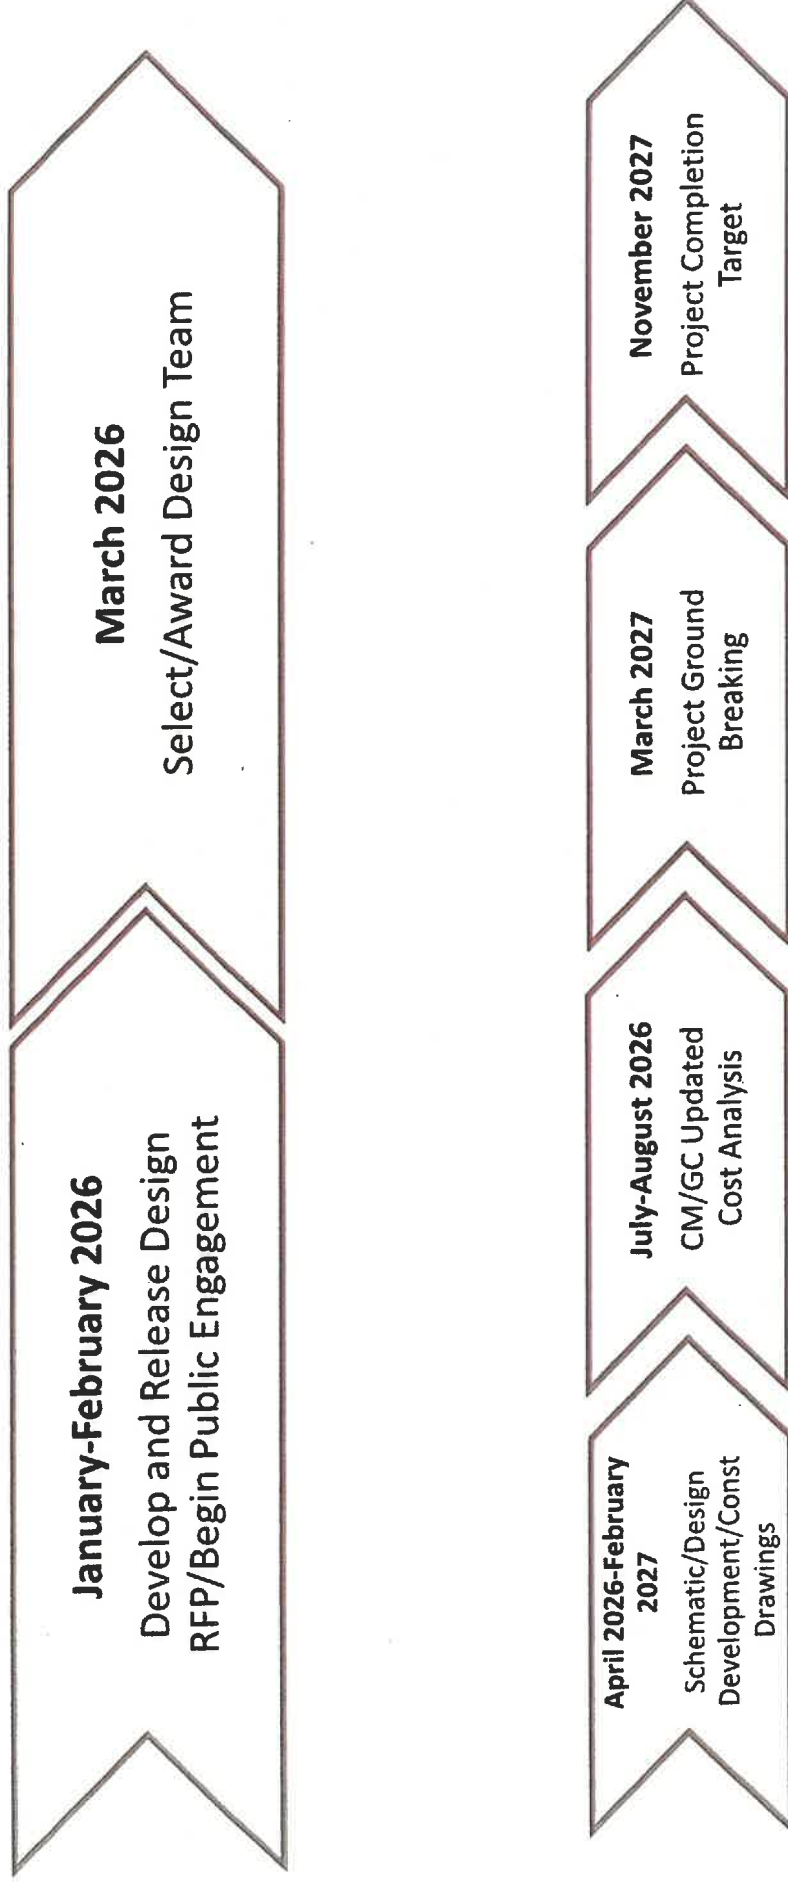 January-February 2026
Develop and Release Design
RFP/Begin Public Engagement
March 2026
Select/Award Design Team
April 2026-February
2027
Schematic/Design
Development/Const
Drawings
July-August 2026
CM/GC Updated
Cost Analysis
March 2027
Project Ground
Breaking
November 2027
Project Completion
Target